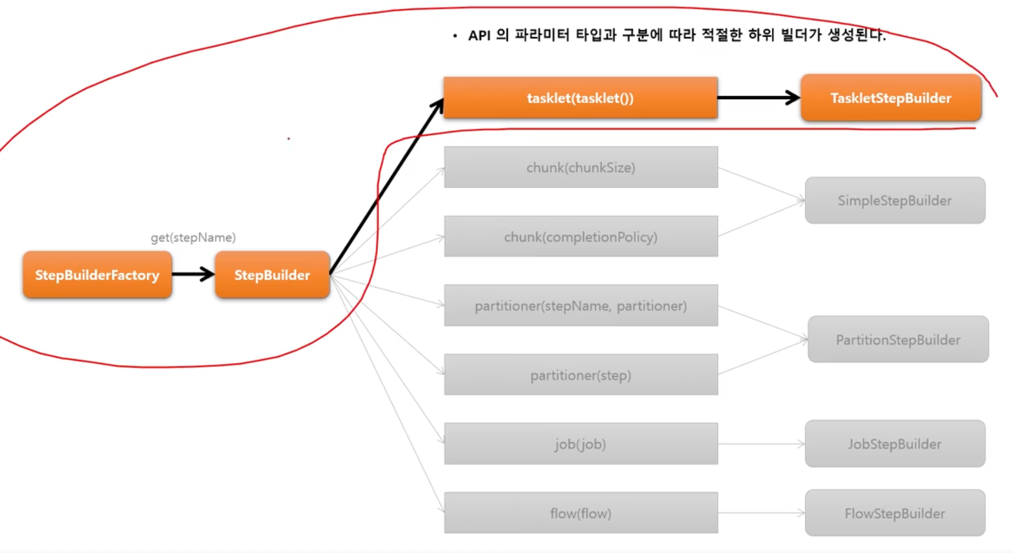 • API 의 파라미터 타입과 구분에 따라 적절한 하위 빌더가 생성된다.
tasklet(tasklet())
TaskletStepBuilder
chunk(chunkSize)
SimpleStepBuilder
chunk(completionPolicy)
get(stepName)
StepBuilderFactory
StepBuilder
partitioner(stepName, partitioner)
PartitionStepBuilder
partitioner(step)
job(job)
JobStepBuilder
flow(flow)
FlowStepBuilder